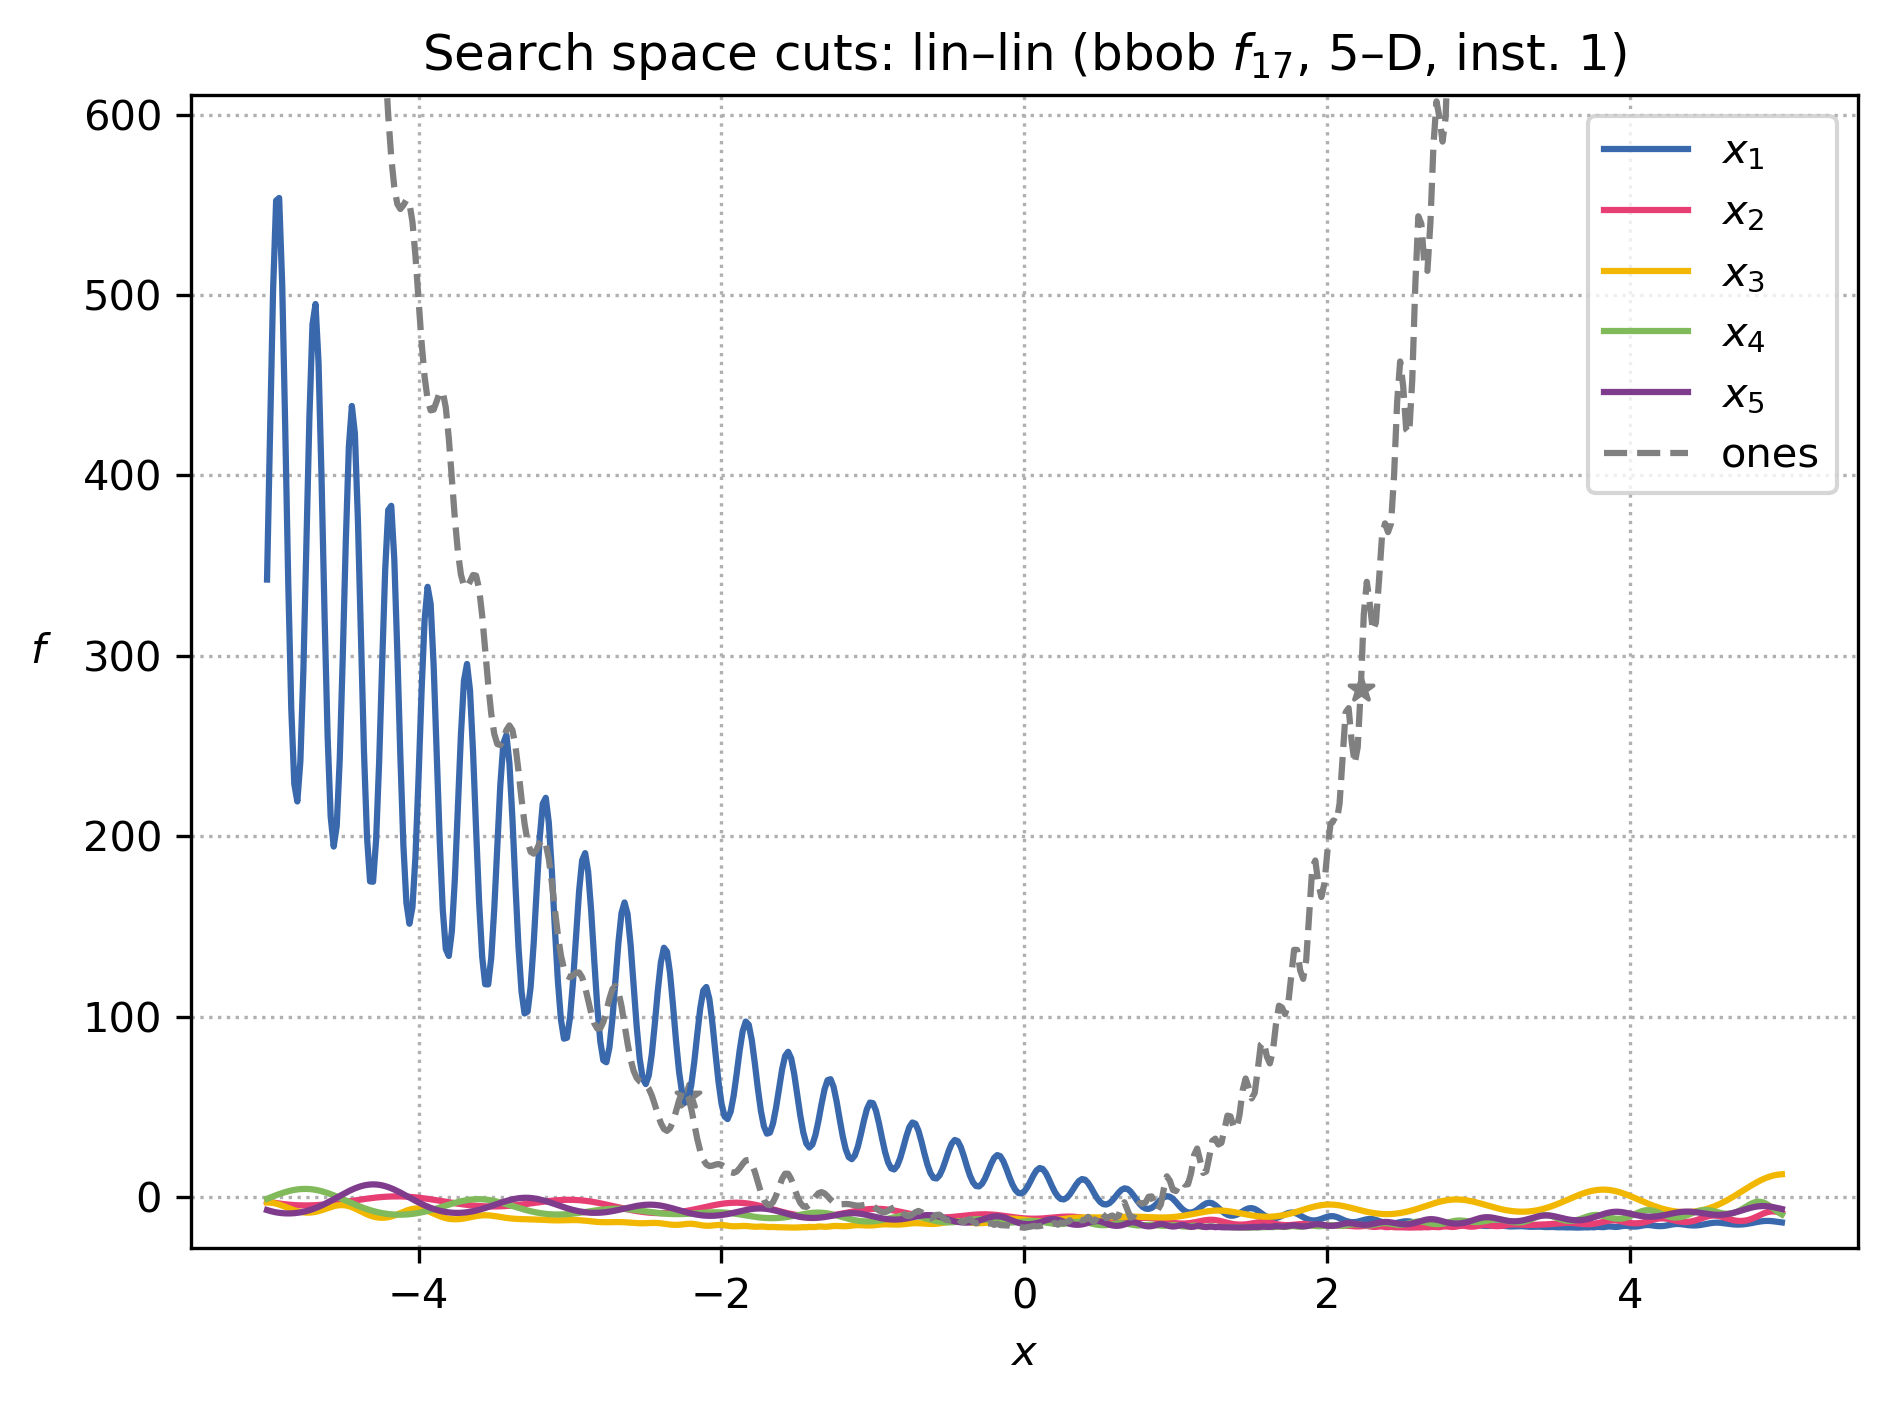 Search space cuts: lin–lin (bbob f₁₇, 5–D, inst. 1)
600
500
400
300
200
100
0
f
−4
−2
0
2
4
x
x₁
x₂
x₃
x₄
x₅
ones